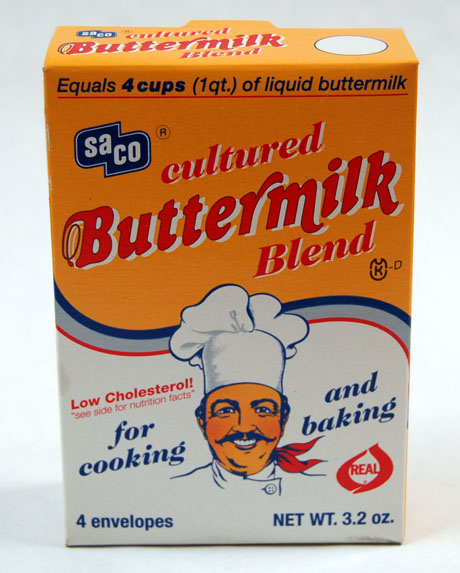 saco
cultured
Buttermilk
Blend
Equals 4 cups (1qt.) of liquid buttermilk
saco ®
cultured
Buttermilk
Blend
K -D
Low Cholesterol!
"see side for nutrition facts"
for
cooking
and
baking
REAL
4 envelopes
NET WT. 3.2 oz.